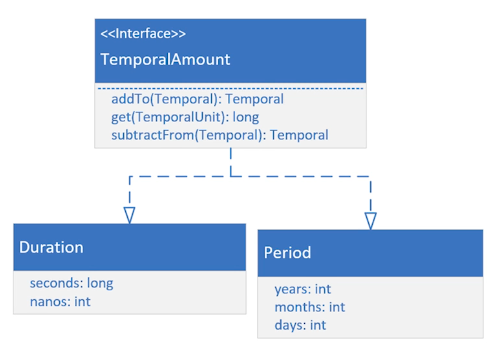 <<Interface>>
TemporalAmount
addTo(Temporal): Temporal
get(TemporalUnit): long
subtractFrom(Temporal): Temporal
Duration
seconds: long
nanos: int
Period
years: int
months: int
days: int